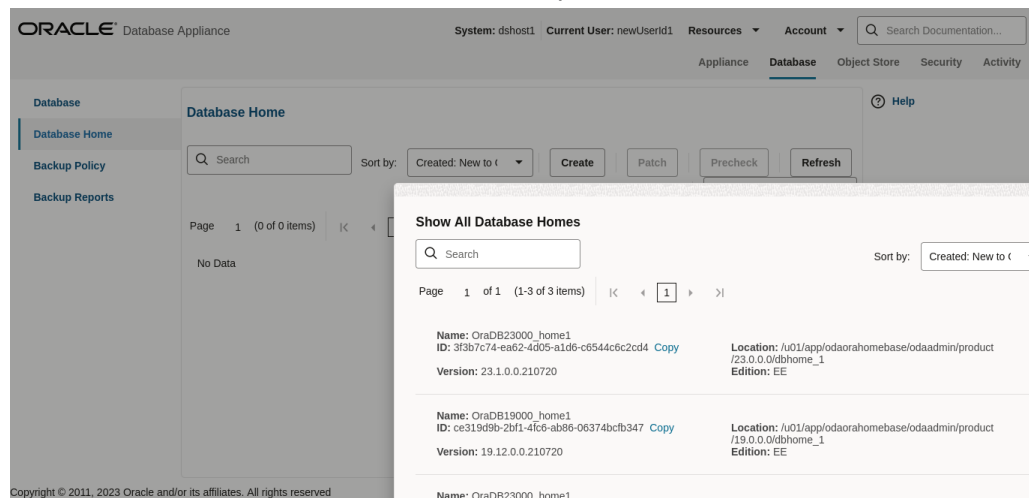 ORACLE Database Appliance
System: dshost1 Current User: newUserId1 Resources Account Search Documentation...
Appliance Database Object Store Security Activity
Database
Database Home
Backup Policy
Backup Reports
Database Home
Help
Search Sort by: Created: New to Create Patch Precheck Refresh
Page 1 (0 of 0 items)
No Data
Show All Database Homes
Search Sort by: Created: New to
Page 1 of 1 (1-3 of 3 items) 1
Name: OraDB23000_home1
ID: 3f3b7c74-ea62-4d05-a1d6-c6544c6c2cd4 Copy
Version: 23.1.0.0.210720
Location: /u01/app/odaorahomebase/odaadmin/product
/23.0.0.0/dbhome_1
Edition: EE
Name: OraDB19000_home1
ID: ce319d9b-2bf1-4fc6-ab86-06374bcfb347 Copy
Version: 19.12.0.0.210720
Location: /u01/app/odaorahomebase/odaadmin/product
/19.0.0.0/dbhome_1
Edition: EE
Name: OraDB23000_home1
Copyright © 2011, 2023 Oracle and/or its affiliates. All rights reserved